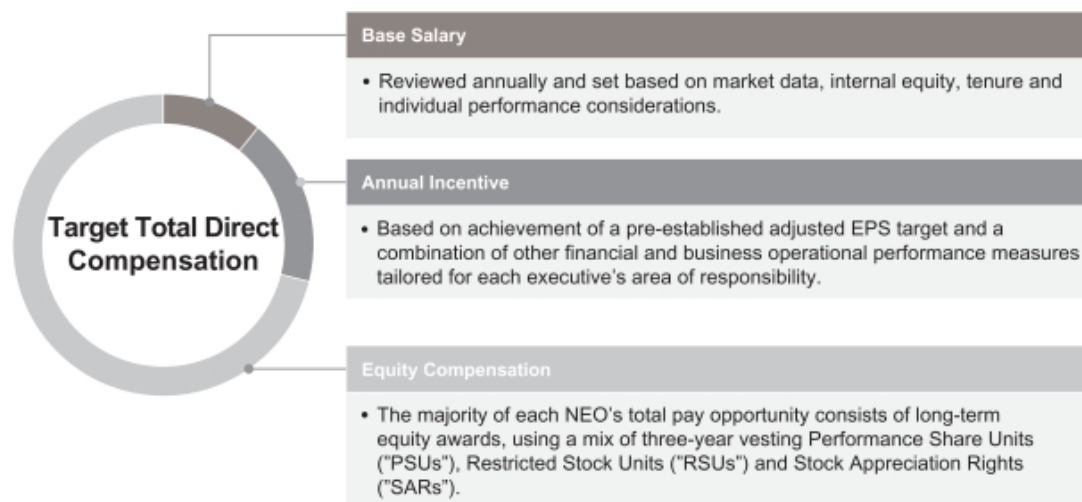 Base Salary
• Reviewed annually and set based on market data, internal equity, tenure and
individual performance considerations.
Target Total Direct
Compensation
Annual Incentive
• Based on achievement of a pre-established adjusted EPS target and a
combination of other financial and business operational performance measures
tailored for each executive’s area of responsibility.
Equity Compensation
• The majority of each NEO’s total pay opportunity consists of long-term
equity awards, using a mix of three-year vesting Performance Share Units
("PSUs"), Restricted Stock Units ("RSUs") and Stock Appreciation Rights
("SARs").